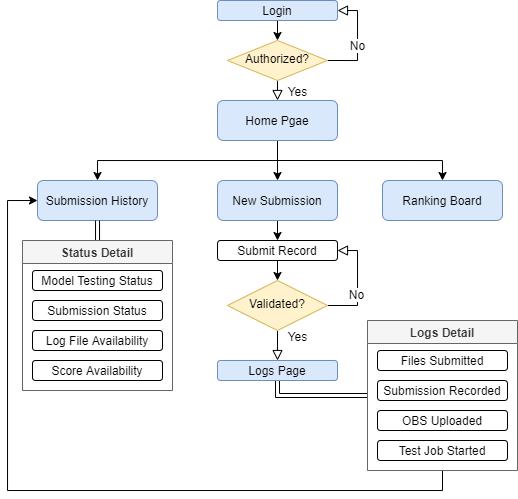 Login
No
Authorized?
Yes
Home Pgae
Submission History
New Submission
Ranking Board
Status Detail
Model Testing Status
Submission Status
Log File Availability
Score Availability
Submit Record
No
Validated?
Yes
Logs Page
Logs Detail
Files Submitted
Submission Recorded
OBS Uploaded
Test Job Started